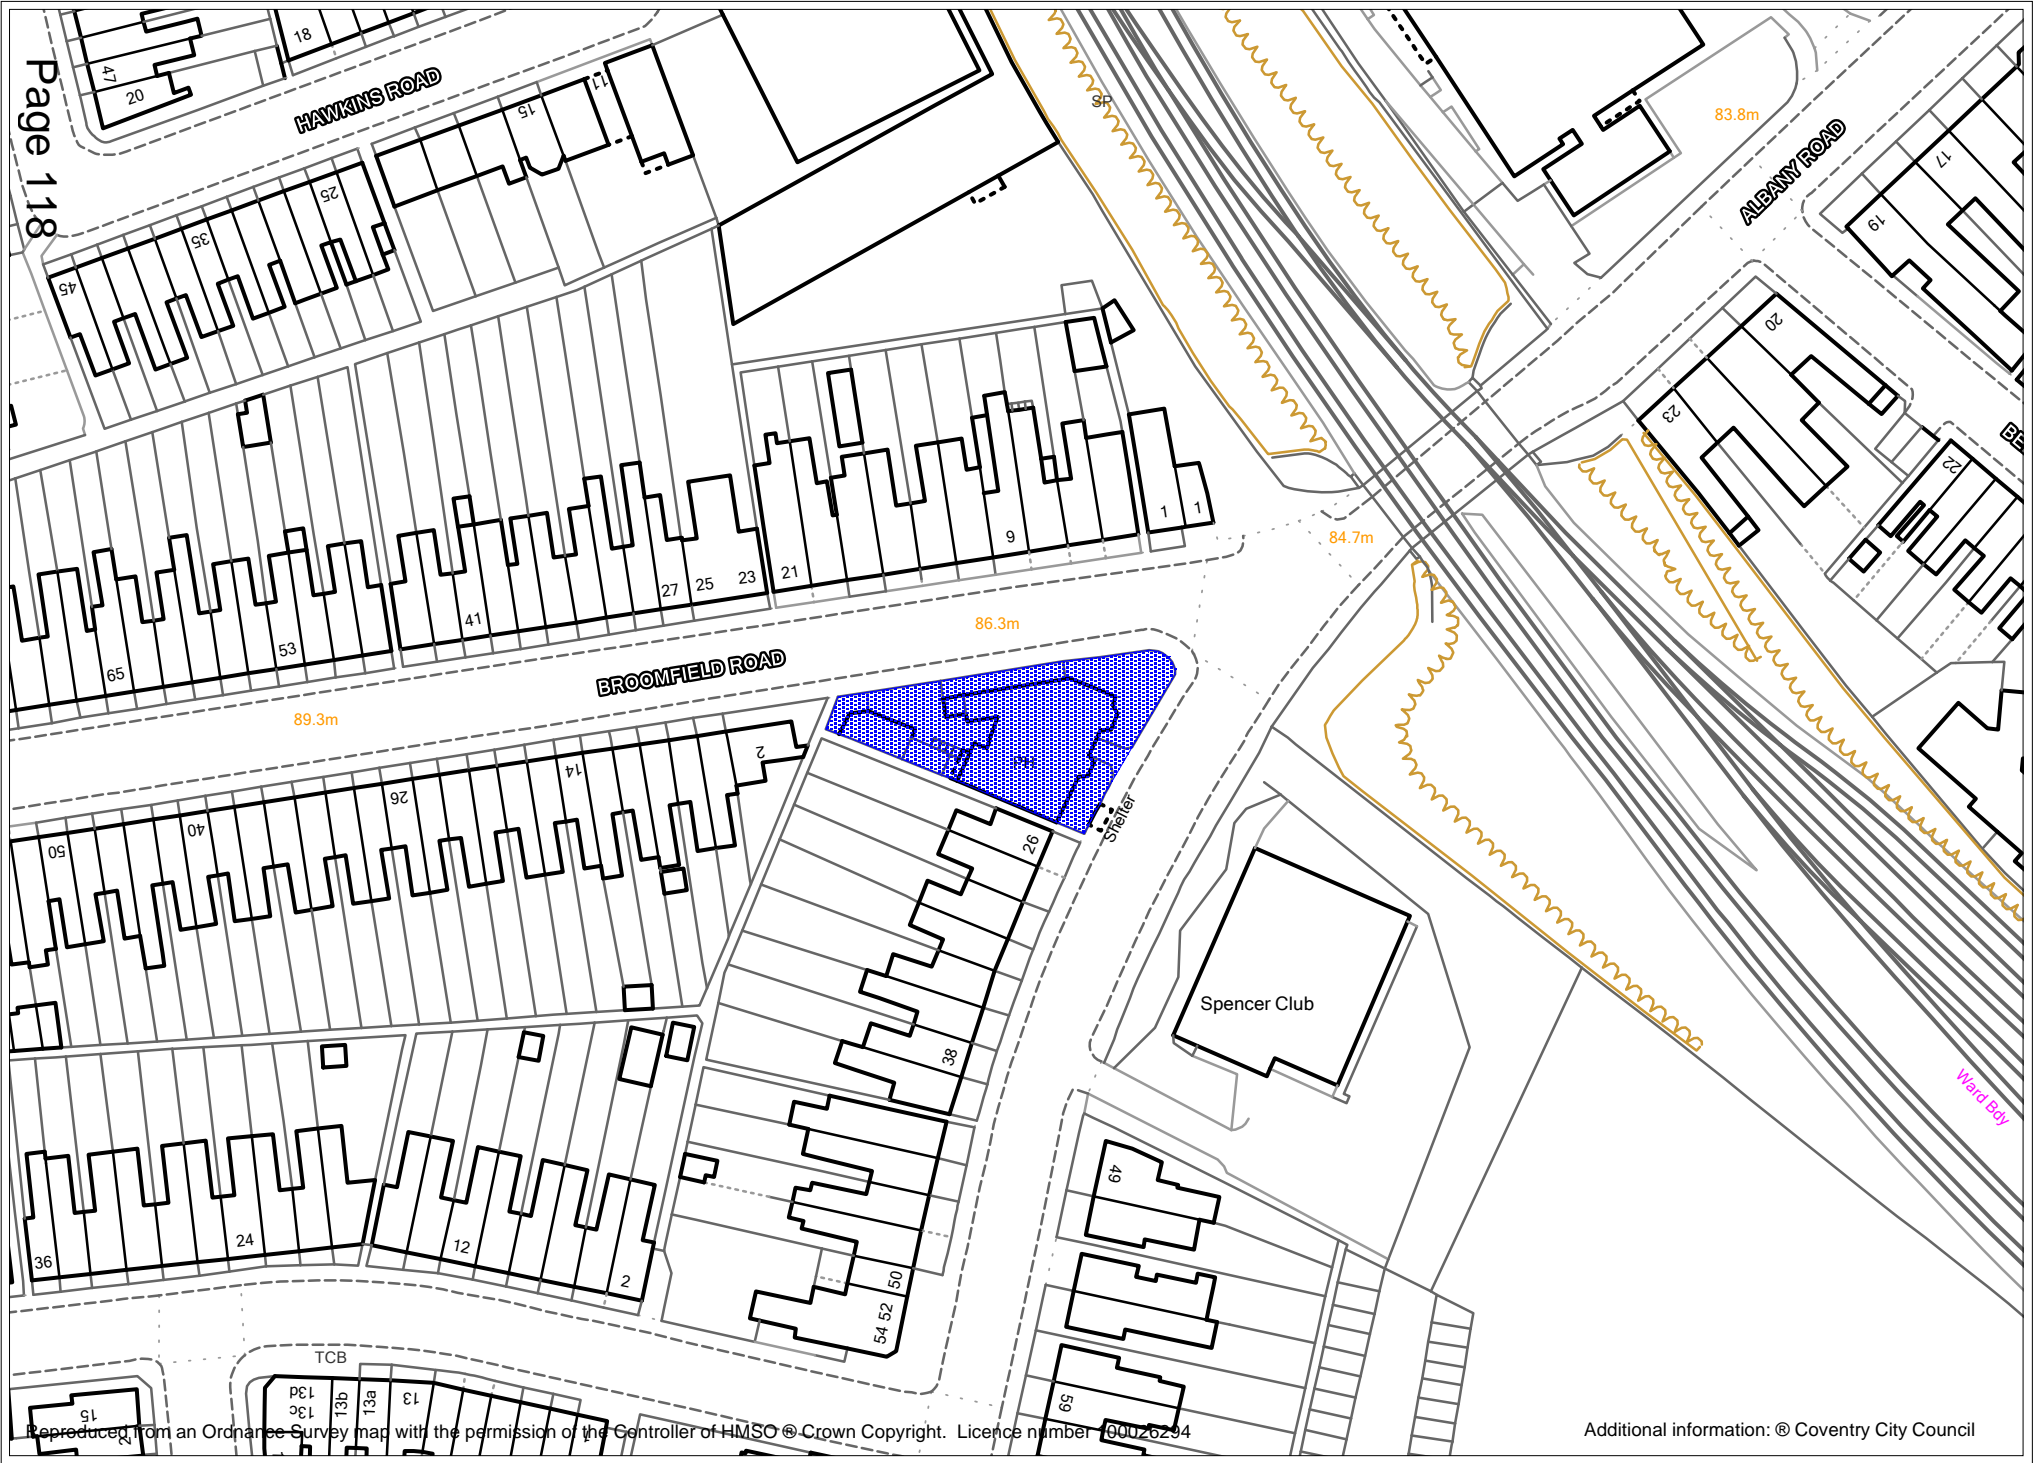 Page 118
47
20
18
HAWKINS ROAD
11
15
25
35
45
SP
83.8m
ALBANY ROAD
17
19
20
23
22
BE
84.7m
1
1
9
21
23
25
27
41
53
65
86.3m
BROOMFIELD ROAD
89.3m
2
14
26
40
50
Shelter
26
38
Spencer Club
Ward Bdy
49
36
24
12
2
50
52
54
59
TCB
13d
13c
13b
13a
13
15
Reproduced from an Ordnance Survey map with the permission of the Controller of HMSO ® Crown Copyright. Licence number 100026294
Additional information: ® Coventry City Council